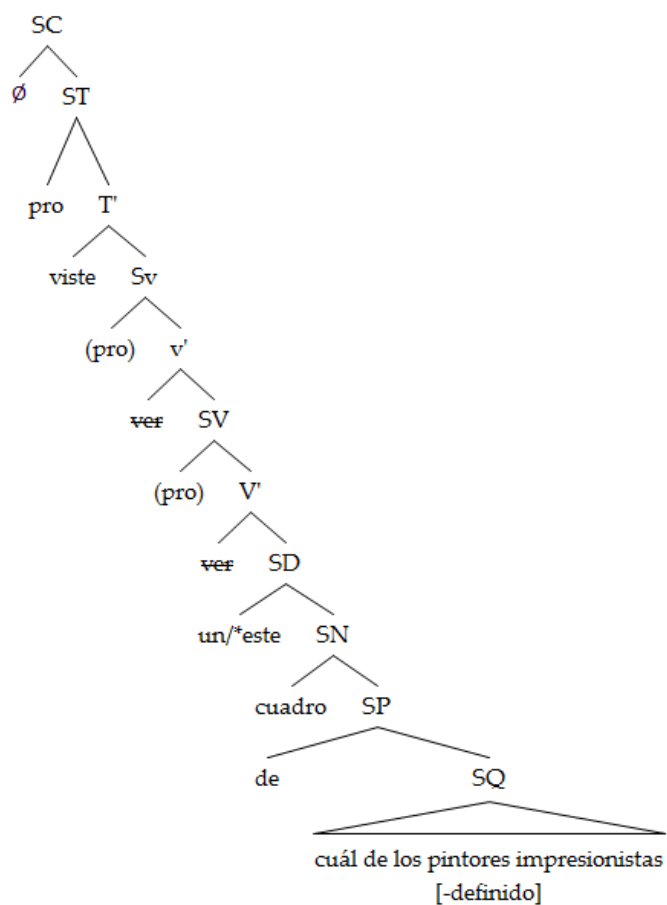 SC
∅ ST
pro T'
viste Sv
(pro) v'
ver SV
(pro) V'
ver SD
un/*este SN
cuadro SP
de SQ
cuál de los pintores impresionistas
[-definido]